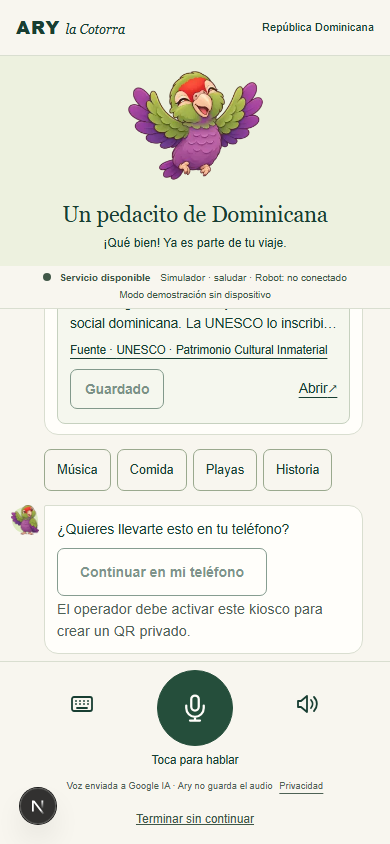 ARY la Cotorra
República Dominicana
Un pedacito de Dominicana
¡Qué bien! Ya es parte de tu viaje.
Servicio disponible Simulador · saludar · Robot: no conectado
Modo demostración sin dispositivo
social dominicana. La UNESCO lo inscribi...
Fuente · UNESCO · Patrimonio Cultural Inmaterial
Guardado
Abrir↗
Música
Comida
Playas
Historia
¿Quieres llevarte esto en tu teléfono?
Continuar en mi teléfono
El operador debe activar este kiosco para
crear un QR privado.
Toca para hablar
Voz enviada a Google IA · Ary no guarda el audio Privacidad
N
Terminar sin continuar